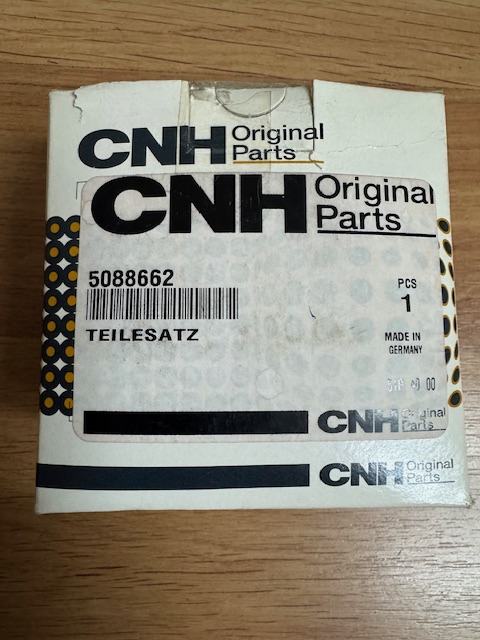 CNH Original
Parts
CNH Original
Parts
5088662
TEILESATZ
PCS
1
MADE IN
GERMANY
00
CNH Original
Parts
CNH Original
Parts